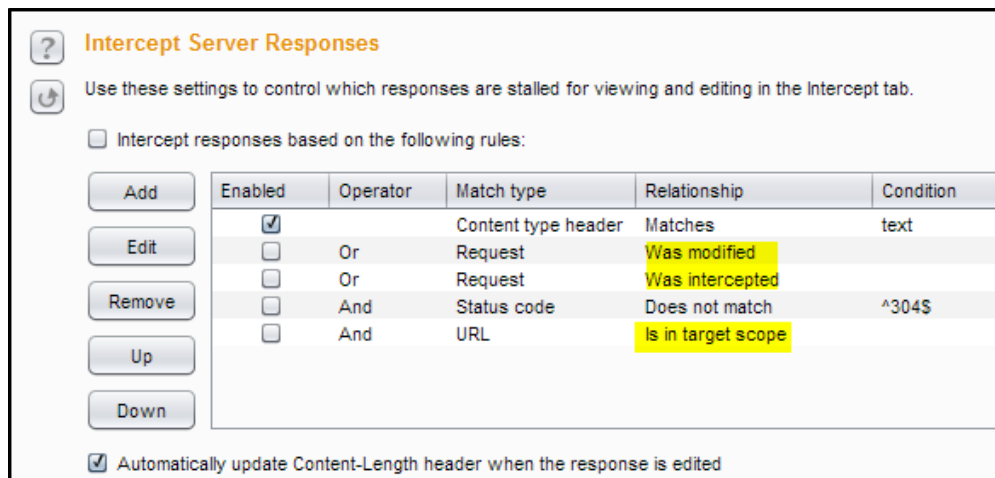 ?
Intercept Server Responses
Use these settings to control which responses are stalled for viewing and editing in the Intercept tab.
Intercept responses based on the following rules:
Add
Edit
Remove
Up
Down
Enabled Operator Match type Relationship Condition
Content type header Matches text
Or Request Was modified
Or Request Was intercepted
And Status code Does not match ^304$
And URL Is in target scope
Automatically update Content-Length header when the response is edited